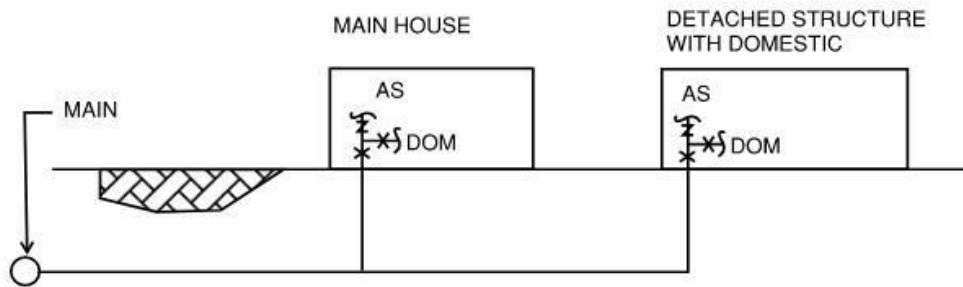 MAIN HOUSE
DETACHED STRUCTURE
WITH DOMESTIC
MAIN
AS
DOM
AS
DOM